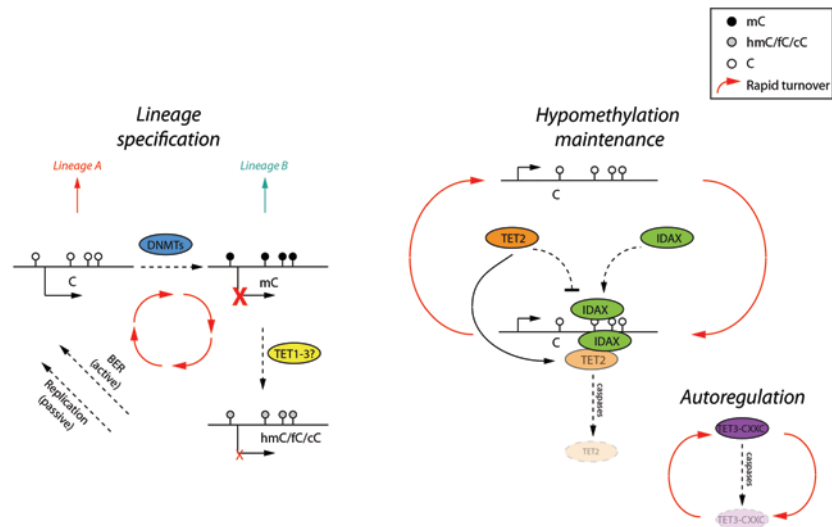 mC
hmC/fC/cC
C
Rapid turnover
Lineage
specification
Lineage A
Lineage B
DNMTs
C
mC
X
BER
(active)
Replication
(passive)
TET1-3?
hmC/fC/cC
X
Hypomethylation
maintenance
C
TET2
IDAX
IDAX
C
IDAX
TET2
caspases
TET2
Autoregulation
TET3-CXXC
caspases
TET3-CXXC